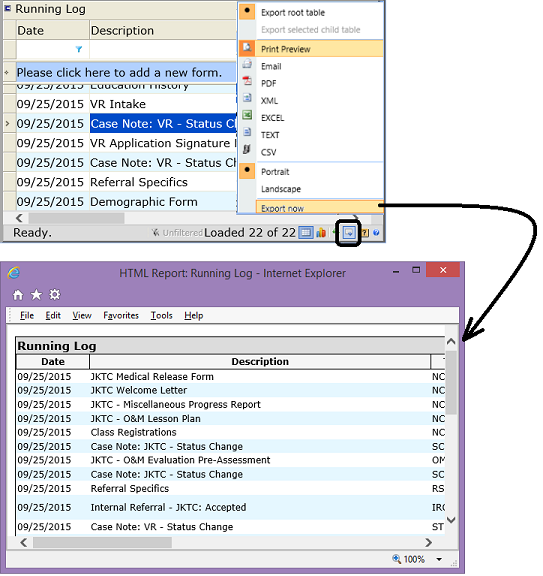 Running Log
Date Description
Please click here to add a new form.
09/25/2015 Education History
09/25/2015 VR Intake
09/25/2015 Case Note: VR - Status Ch
09/25/2015 VR Application Signature
09/25/2015 Case Note: VR - Status Ch
09/25/2015 Referral Specifics
09/25/2015 Demographic Form
Ready. Unfiltered Loaded 22 of 22
Export root table
Export selected child table
Print Preview
Email
PDF
XML
EXCEL
TEXT
CSV
Portrait
Landscape
Export now
HTML Report: Running Log - Internet Explorer
File Edit View Favorites Tools Help
Running Log
Date Description
09/25/2015 JKTC Medical Release Form NC
09/25/2015 JKTC Welcome Letter NC
09/25/2015 JKTC - Miscellaneous Progress Report NC
09/25/2015 JKTC - O&M Lesson Plan NC
09/25/2015 Class Registrations NC
09/25/2015 Case Note: JKTC - Status Change SC
09/25/2015 JKTC - O&M Evaluation Pre-Assessment OM
09/25/2015 Case Note: JKTC - Status Change SC
09/25/2015 Referral Specifics RS
09/25/2015 Internal Referral - JKTC: Accepted IRC
09/25/2015 Case Note: VR - Status Change ST
100%